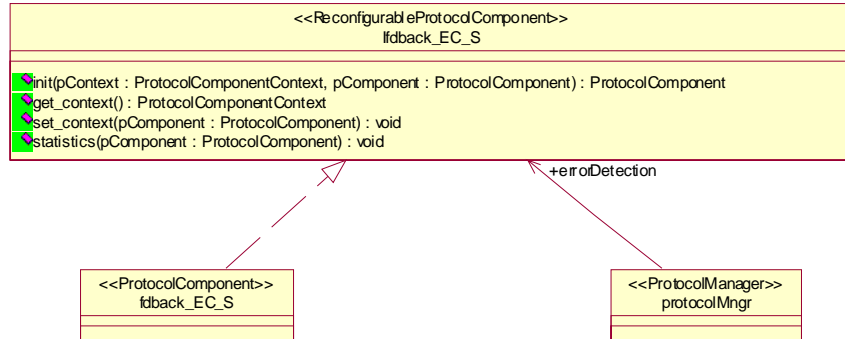 <<ReconfigurableProtocolComponent>>
Ifdback_EC_S
init(pContext : ProtocolComponentContext, pComponent : ProtocolComponent) : ProtocolComponent
get_context() : ProtocolComponentContext
set_context(pComponent : ProtocolComponent) : void
statistics(pComponent : ProtocolComponent) : void
+errorDetection
<<ProtocolComponent>>
fdback_EC_S
<<ProtocolManager>>
protocolMngr